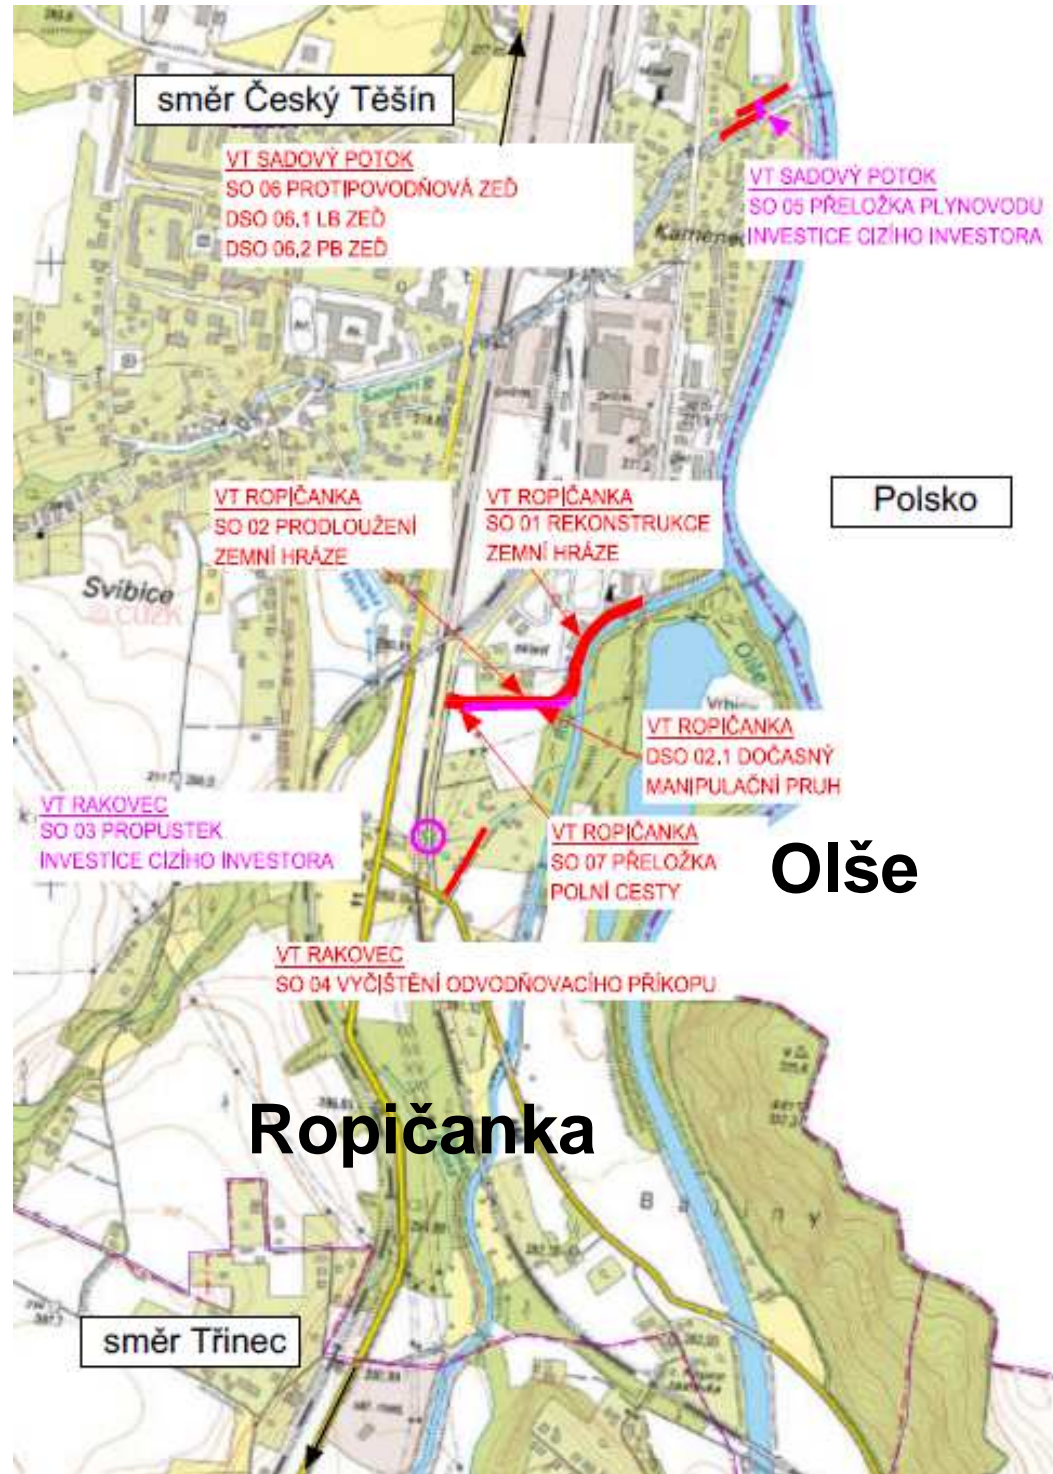 směr Český Těšín
VT SADOVÝ POTOK
SO 06 PROTIPOVODŇOVÁ ZEĎ
DSO 06.1 LB ZEĎ
DSO 06.2 PB ZEĎ
VT SADOVÝ POTOK
SO 05 PŘELOŽKA PLYNOVODU
INVESTICE CIZÍHO INVESTORA
VT ROPIČANKA
SO 02 PRODLOUŽENÍ
ZEMNÍ HRÁZE
VT ROPIČANKA
SO 01 REKONSTRUKCE
ZEMNÍ HRÁZE
Polsko
Svibice
sklad
Olše
VT ROPIČANKA
DSO 02.1 DOČASNÝ
MANIPULAČNÍ PRUH
VT RAKOVEC
SO 03 PROPUSTEK
INVESTICE CIZÍHO INVESTORA
VT ROPIČANKA
SO 07 PŘELOŽKA
POLNÍ CESTY
Olše
VT RAKOVEC
SO 04 VYČIŠTĚNÍ ODVODŇOVACÍHO PŘÍKOPU
Ropičanka
B a l i n y
směr Třinec